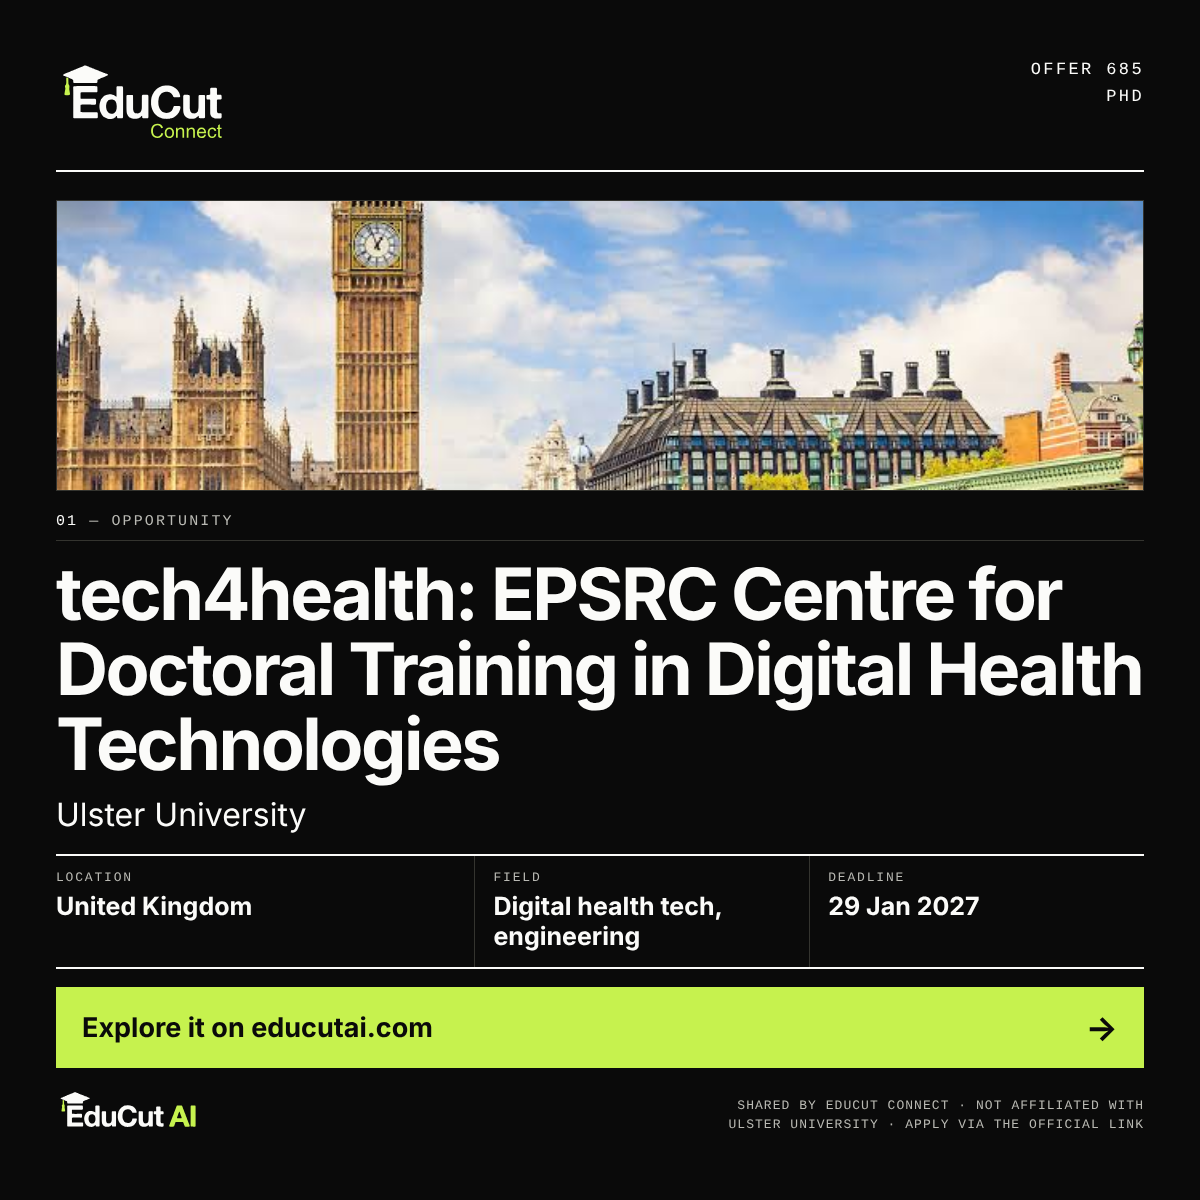 EduCut
Connect
OFFER 685
PHD
01 — OPPORTUNITY
tech4health: EPSRC Centre for
Doctoral Training in Digital Health
Technologies
Ulster University
LOCATION
United Kingdom
FIELD
Digital health tech,
engineering
DEADLINE
29 Jan 2027
Explore it on educutai.com →
EduCut AI
SHARED BY EDUCUT CONNECT · NOT AFFILIATED WITH
ULSTER UNIVERSITY · APPLY VIA THE OFFICIAL LINK